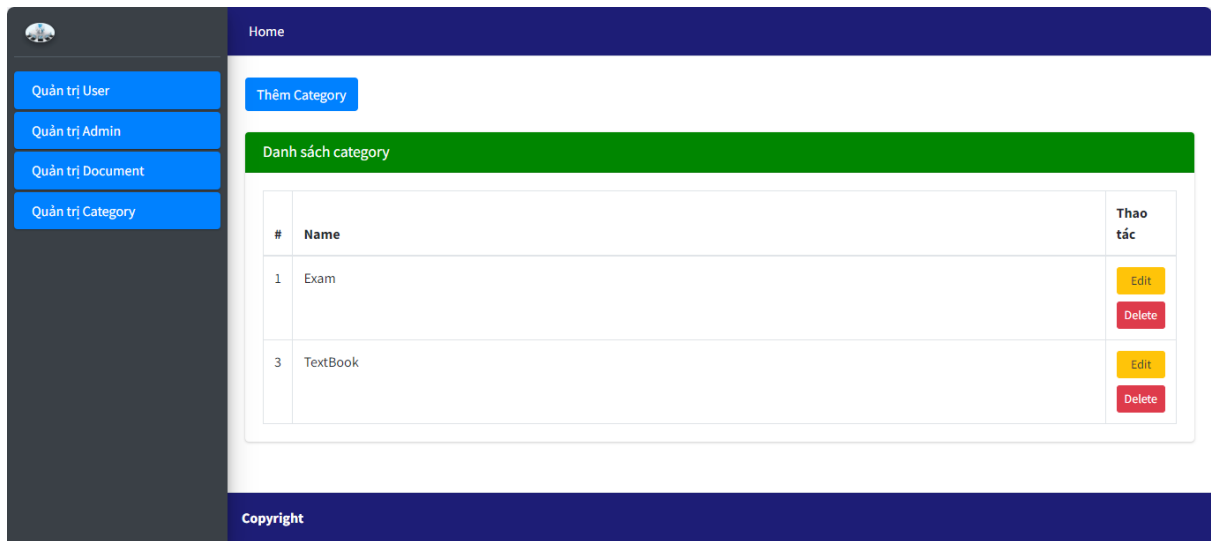 Home
Quản trị User
Quản trị Admin
Quản trị Document
Quản trị Category
Thêm Category
Danh sách category
# Name Thao tác
1 Exam Edit
Delete
3 TextBook Edit
Delete
Copyright